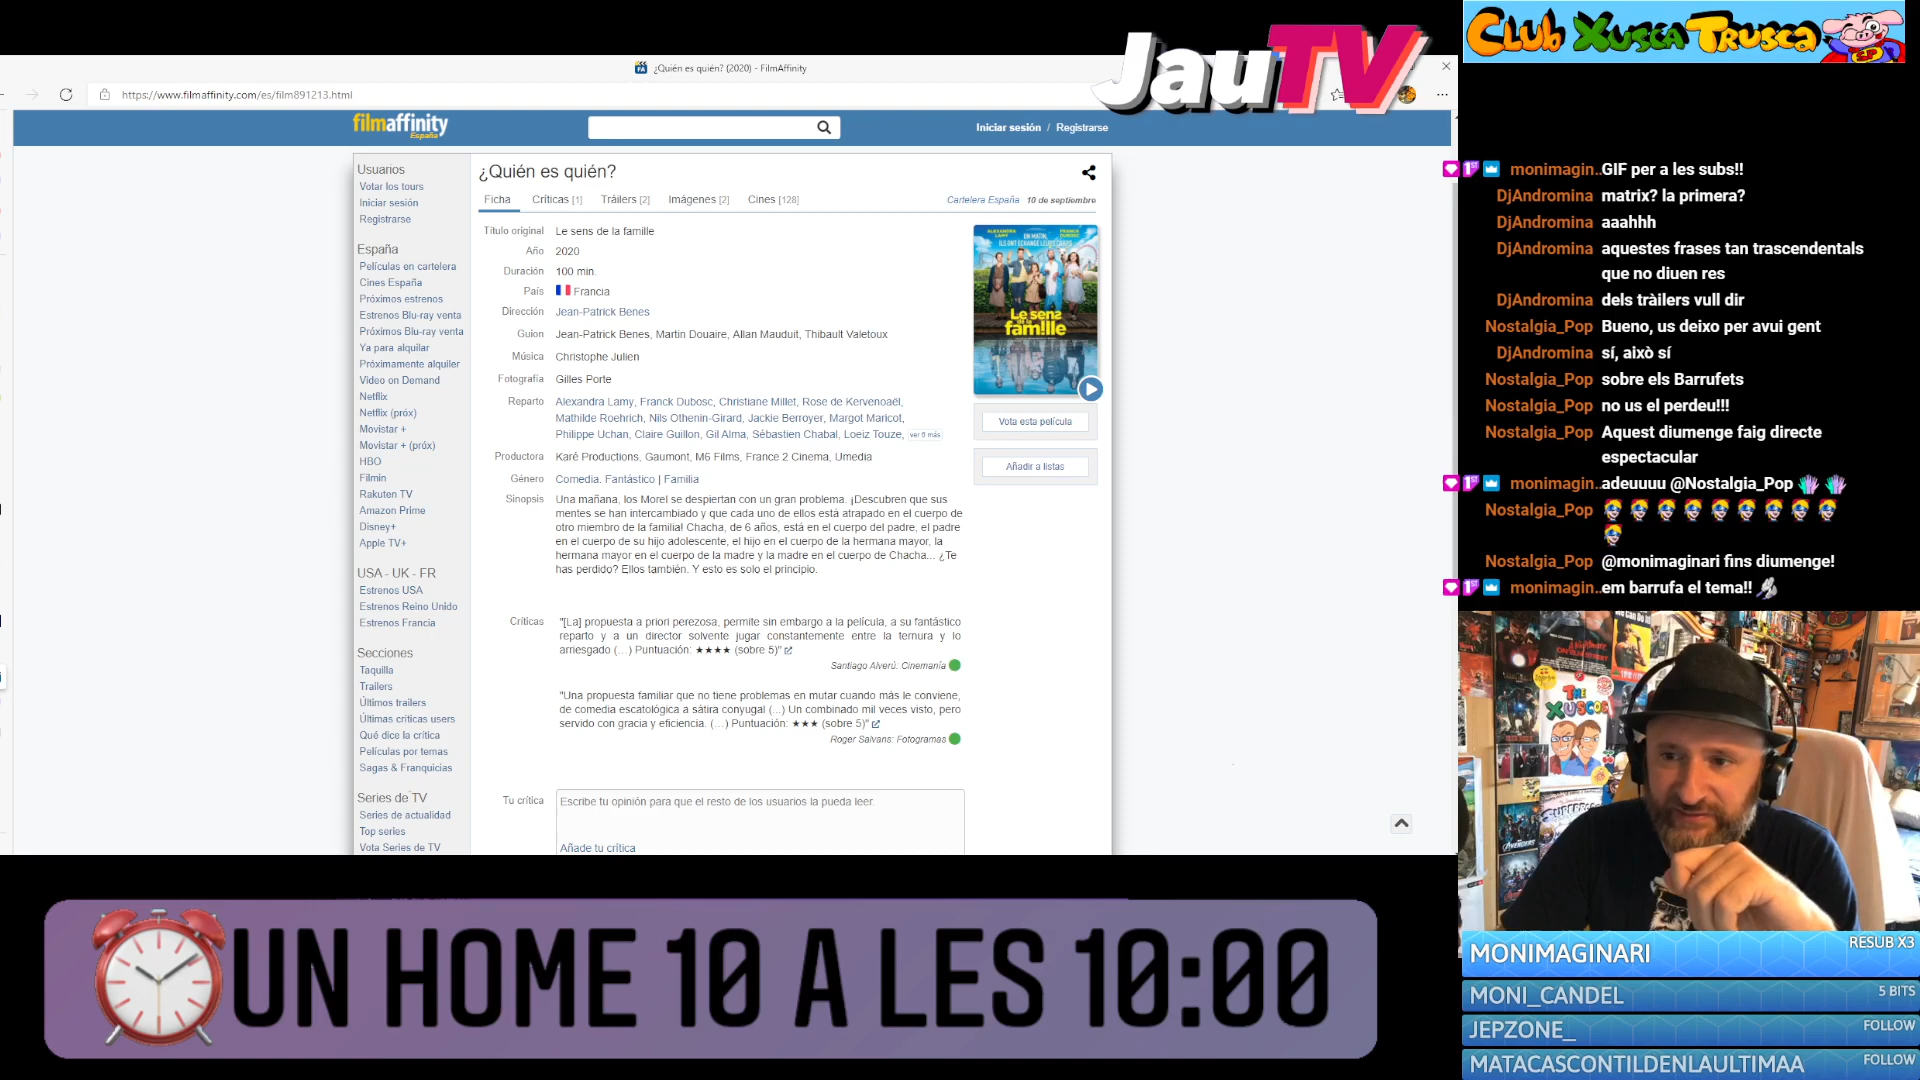 JauTV
CLUB XUSCA TRUSCA
¿Quién es quién? (2020) - FilmAffinity
https://www.filmaffinity.com/es/film891213.html
filmaffinity
España
Iniciar sesión / Registrarse
Usuarios
Votar los tours
Iniciar sesión
Registrarse
España
Películas en cartelera
Cines España
Próximos estrenos
Estrenos Blu-ray venta
Próximos Blu-ray venta
Ya para alquilar
Próximamente alquiler
Video on Demand
Netflix
Netflix (próx)
Movistar +
Movistar + (próx)
HBO
Filmin
Rakuten TV
Amazon Prime
Disney+
Apple TV+
USA - UK - FR
Estrenos USA
Estrenos Reino Unido
Estrenos Francia
Secciones
Taquilla
Trailers
Últimos trailers
Últimas críticas users
Qué dice la crítica
Películas por temas
Sagas & Franquicias
Series de TV
Series de actualidad
Top series
Vota Series de TV
¿Quién es quién?
Ficha Críticas [1] Tráilers [2] Imágenes [2] Cines [128]
Cartelera España 10 de septiembre
Título original Le sens de la famille
Año 2020
Duración 100 min.
País Francia
Dirección Jean-Patrick Benes
Guion Jean-Patrick Benes, Martin Douaire, Allan Mauduit, Thibault Valetoux
Música Christophe Julien
Fotografía Gilles Porte
Reparto Alexandra Lamy, Franck Dubosc, Christiane Millet, Rose de Kervenoaël,
Mathilde Roehrich, Nils Othenin-Girard, Jackie Berroyer, Margot Maricot,
Philippe Uchan, Claire Guillon, Gil Alma, Sébastien Chabal, Loeiz Touze, ver 6 más
Productora Karé Productions, Gaumont, M6 Films, France 2 Cinema, Umedia
Género Comedia. Fantástico | Familia
Sinopsis Una mañana, los Morel se despiertan con un gran problema. ¡Descubren que sus
mentes se han intercambiado y que cada uno de ellos está atrapado en el cuerpo de
otro miembro de la familia! Chacha, de 6 años, está en el cuerpo del padre, el padre
en el cuerpo de su hijo adolescente, el hijo en el cuerpo de la hermana mayor, la
hermana mayor en el cuerpo de la madre y la madre en el cuerpo de Chacha... ¿Te
has perdido? Ellos también. Y esto es solo el principio.
Críticas "[La] propuesta a priori perezosa, permite sin embargo a la película, a su fantástico
reparto y a un director solvente jugar constantemente entre la ternura y lo
arriesgado (...) Puntuación: ★★★★ (sobre 5)"
Santiago Alverú: Cinemanía
"Una propuesta familiar que no tiene problemas en mutar cuando más le conviene,
de comedia escatológica a sátira conyugal (...) Un combinado mil veces visto, pero
servido con gracia y eficiencia. (...) Puntuación: ★★★ (sobre 5)"
Roger Salvans: Fotogramas
Tu crítica Escribe tu opinión para que el resto de los usuarios la pueda leer.
Añade tu crítica
ALEXANDRA LAMY FRANCK DUBOSC
UN MATIN,
ILS ONT ÉCHANGÉ LEURS CORPS
Le sens
de la
fam!lle
Vota esta película
Añadir a listas
monimagin..GIF per a les subs!!
DjAndromina matrix? la primera?
DjAndromina aaahhh
DjAndromina aquestes frases tan trascendentals
que no diuen res
DjAndromina dels tràilers vull dir
Nostalgia_Pop Bueno, us deixo per avui gent
DjAndromina sí, això sí
Nostalgia_Pop sobre els Barrufets
Nostalgia_Pop no us el perdeu!!!
Nostalgia_Pop Aquest diumenge faig directe
espectacular
monimagin..adeuuuu @Nostalgia_Pop
Nostalgia_Pop
Nostalgia_Pop @monimaginari fins diumenge!
monimagin..em barrufa el tema!!
THE
XUSCOS
AVENGERS
UN HOME 10 A LES 10:00
MONIMAGINARI RESUB X3
MONI_CANDEL 5 BITS
JEPZONE_ FOLLOW
MATACASCONTILDENLAULTIMAA FOLLOW